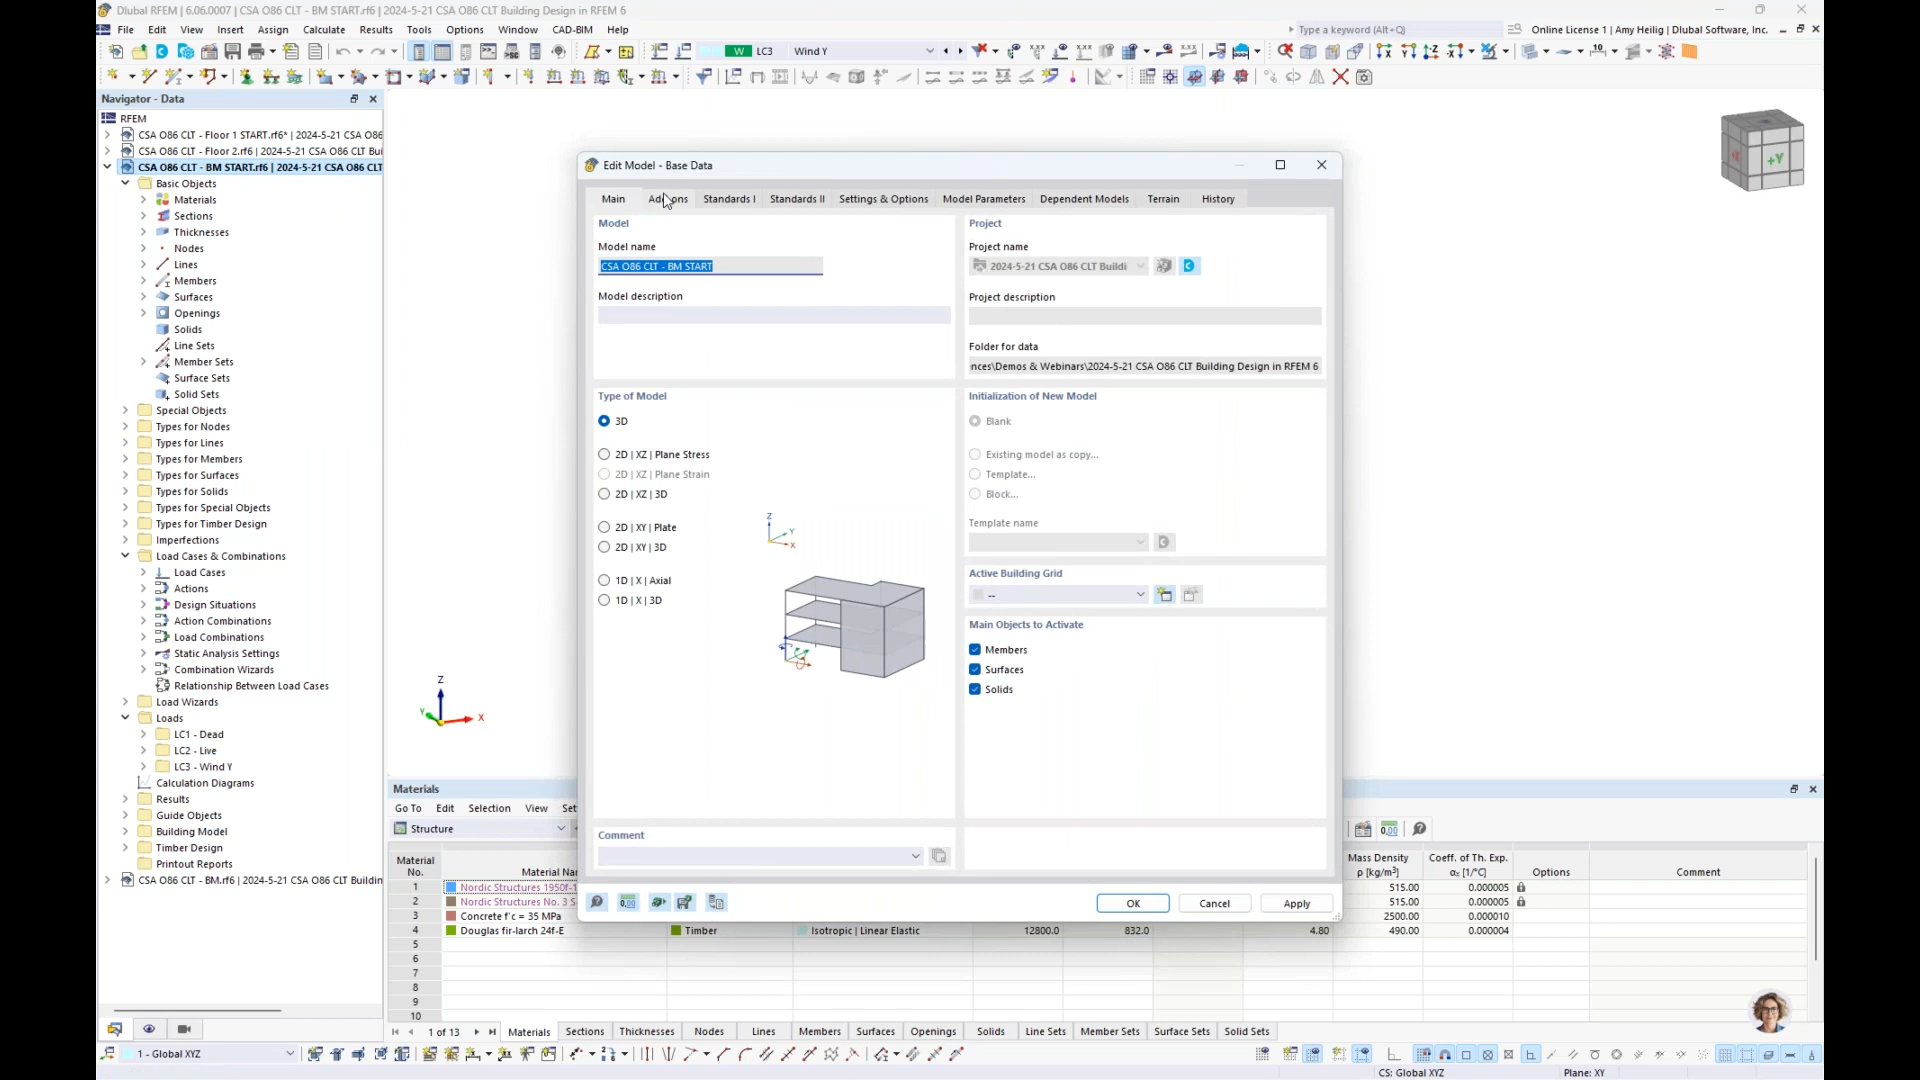 Dlubal RFEM | 6.06.0007 | CSA O86 CLT - BM START.rf6 | 2024-5-21 CSA O86 CLT Building Design in RFEM 6
File Edit View Insert Assign Calculate Results Tools Options Window CAD-BIM Help
Type a keyword (Alt+Q)
Online License 1 | Amy Heilig | Dlubal Software, Inc.
W LC3 Wind Y
Navigator - Data
RFEM
CSA O86 CLT - Floor 1 START.rf6* | 2024-5-21 CSA O86
CSA O86 CLT - Floor 2.rf6 | 2024-5-21 CSA O86 CLT Bui
CSA O86 CLT - BM START.rf6 | 2024-5-21 CSA O86 CLT
Basic Objects
Materials
Sections
Thicknesses
Nodes
Lines
Members
Surfaces
Openings
Solids
Line Sets
Member Sets
Surface Sets
Solid Sets
Special Objects
Types for Nodes
Types for Lines
Types for Members
Types for Surfaces
Types for Solids
Types for Special Objects
Types for Timber Design
Imperfections
Load Cases & Combinations
Load Cases
Actions
Design Situations
Action Combinations
Load Combinations
Static Analysis Settings
Combination Wizards
Relationship Between Load Cases
Load Wizards
Loads
LC1 - Dead
LC2 - Live
LC3 - Wind Y
Calculation Diagrams
Results
Guide Objects
Building Model
Timber Design
Printout Reports
CSA O86 CLT - BM.rf6 | 2024-5-21 CSA O86 CLT Buildin
1 - Global XYZ
+Y
Z
Y
X
Edit Model - Base Data
Main Add-ons Standards I Standards II Settings & Options Model Parameters Dependent Models Terrain History
Model
Model name
CSA O86 CLT - BM START
Model description
Project
Project name
2024-5-21 CSA O86 CLT Buildi
Project description
Folder for data
nces\Demos & Webinars\2024-5-21 CSA O86 CLT Building Design in RFEM 6
Type of Model
3D
2D | XZ | Plane Stress
2D | XZ | Plane Strain
2D | XZ | 3D
2D | XY | Plate
2D | XY | 3D
1D | X | Axial
1D | X | 3D
Z
Y
X
Initialization of New Model
Blank
Existing model as copy...
Template...
Block...
Template name
Active Building Grid
--
Main Objects to Activate
Members
Surfaces
Solids
Comment
OK Cancel Apply
Materials
Go To Edit Selection View
Structure
Material
No.
Material Na
Mass Density
ρ [kg/m³]
Coeff. of Th. Exp.
αT [1/°C]
Options
Comment
1 Nordic Structures 1950f-1 515.00 0.000005
2 Nordic Structures No. 3 S 515.00 0.000005
3 Concrete f'c = 35 MPa 2500.00 0.000010
4 Douglas fir-larch 24f-E Timber Isotropic | Linear Elastic 12800.0 832.0 4.80 490.00 0.000004
5
6
7
8
9
10
1 of 13 Materials Sections Thicknesses Nodes Lines Members Surfaces Openings Solids Line Sets Member Sets Surface Sets Solid Sets
CS: Global XYZ Plane: XY